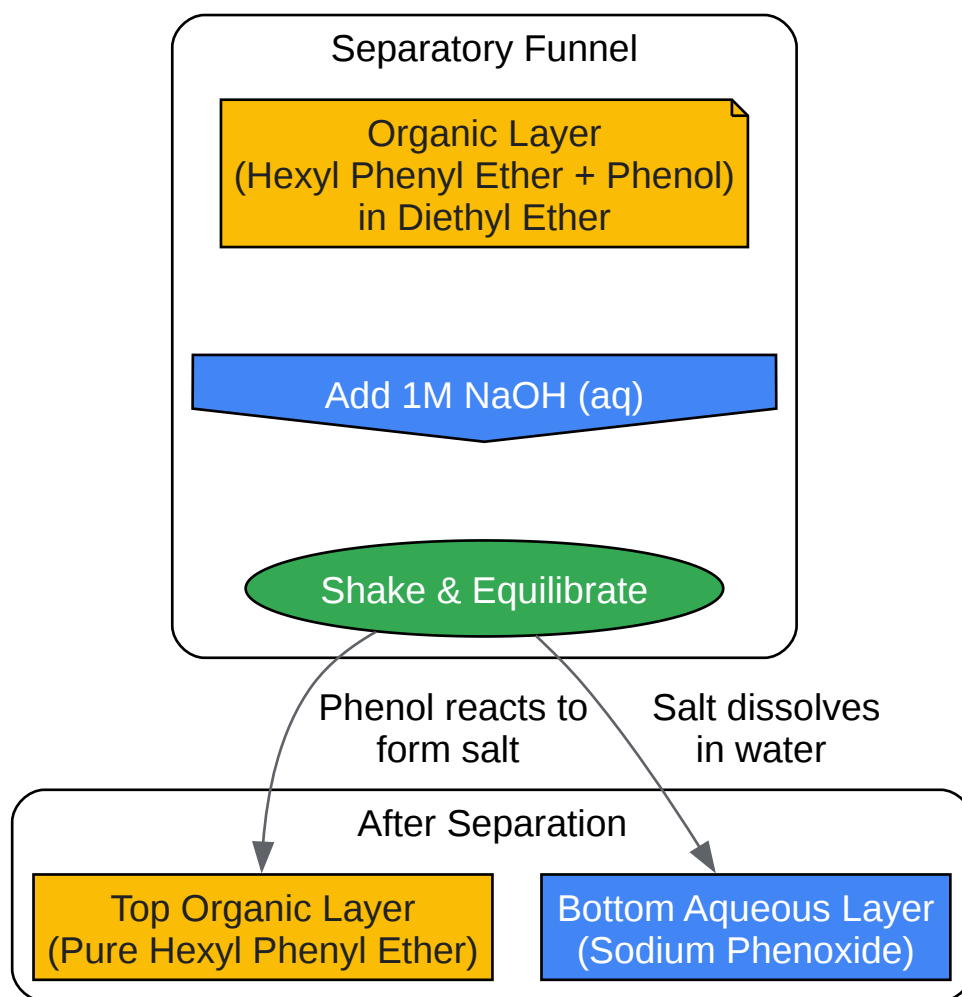 Separatory Funnel
Organic Layer
(Hexyl Phenyl Ether + Phenol)
in Diethyl Ether
Add 1M NaOH (aq)
Shake & Equilibrate
Phenol reacts to
form salt
Salt dissolves
in water
After Separation
Top Organic Layer
(Pure Hexyl Phenyl Ether)
Bottom Aqueous Layer
(Sodium Phenoxide)